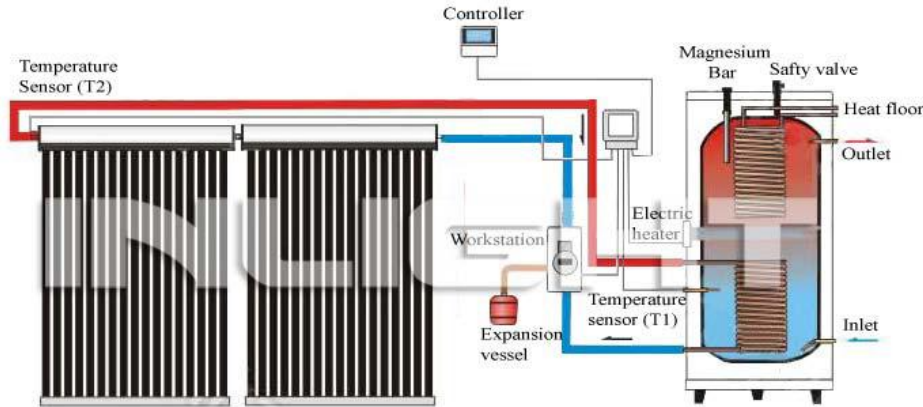 Controller
Temperature
Sensor (T2)
Magnesium
Bar
Safty valve
Heat floor
Outlet
Electric
heater
Workstation
Temperature
sensor (T1)
Expansion
vessel
Inlet
INLIGHT